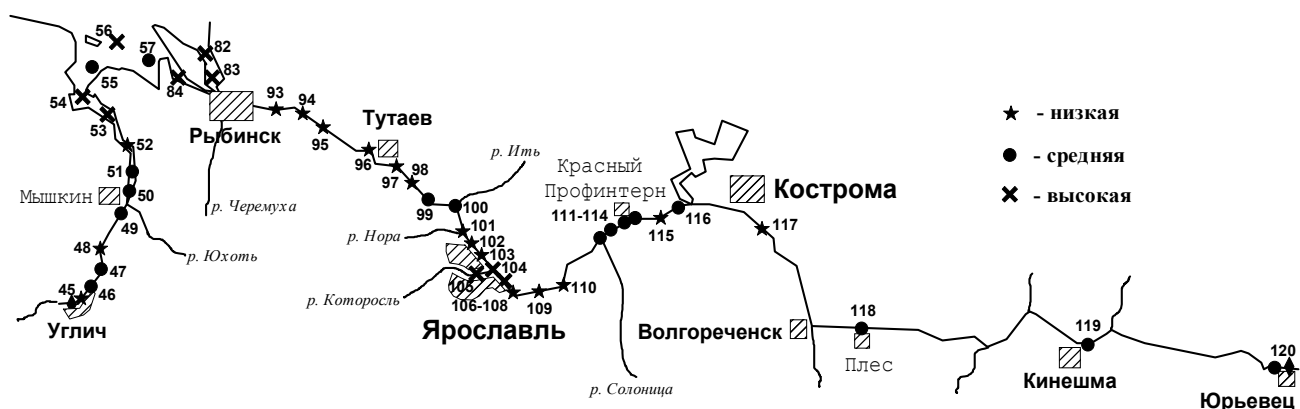 56
57
82
55
83
54
84
93
94
53
Рыбинск
95
Тутаев
52
96
98
р. Ить
Красный
Профинтерн
97
51
Мышкин
50
99
100
49
р. Черемуха
111-114
Кострома
116
115
117
101
р. Нора
102
48
р. Юхоть
103
104
47
105
110
45
46
р. Которосль
106-108
109
Углич
Ярославль
Волгореченск
118
119
Плес
120
р. Солоница
Кинешма
Юрьевец
- низкая
- средняя
- высокая